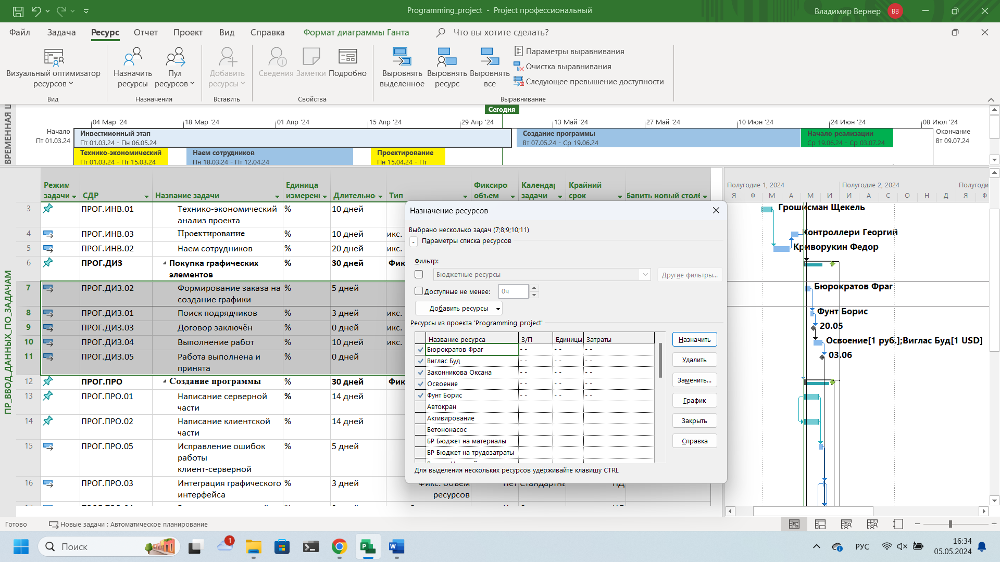 Programming_project - Project профессиональный
Владимир Вернер
ВВ
Файл Задача Ресурс Отчет Проект Вид Справка Формат диаграммы Ганта Что вы хотите сделать?
Визуальный оптимизатор ресурсов
Назначить ресурсы
Пул ресурсов
Добавить ресурсы
Сведения Заметки Подробно
Выровнять выделенное
Выровнять ресурс
Выровнять все
Параметры выравнивания
Очистка выравнивания
Следующее превышение доступности
Вид Назначения Вставить Свойства Выравнивание
Сегодня
04 Мар '24 18 Мар '24 01 Апр '24 15 Апр '24 29 Апр '24 13 Май '24 27 Май '24 10 Июн '24 24 Июн '24 08 Июл '24
ВРЕМЕННАЯ
Начало
Пт 01.03.24
Инвестиионный этап
Пт 01.03.24 - Пн 06.05.24
Создание программы
Вт 07.05.24 - Ср 19.06.24
Начало реализации
Ср 19.06.24 - Ср 03.07.24
Окончание
Вт 09.07.24
Технико-экономический
Пт 01.03.24 - Пт 15.03.24
Наем сотрудников
Пн 18.03.24 - Пт 12.04.24
Проектирование
Пн 15.04.24 - Пт
ПР_ВВОД_ДАННЫХ_ПО_ЗАДАЧАМ
Режим задачи
СДР
Название задачи
Единица измерен
Длительно
Тип
Фиксиро объем
Календар задачи
Крайний срок
бавить новый столб
3 ПРОГ.ИНВ.01 Технико-экономический анализ проекта % 10 дней
4 ПРОГ.ИНВ.03 Проектирование % 10 дней икс.
5 ПРОГ.ИНВ.02 Наем сотрудников % 20 дней икс.
6 ПРОГ.ДИЗ Покупка графических элементов % 30 дней Фик
7 ПРОГ.ДИЗ.02 Формирование заказа на создание графики % 5 дней
8 ПРОГ.ДИЗ.01 Поиск подрядчиков % 3 дней икс.
9 ПРОГ.ДИЗ.03 Договор заключён % 0 дней икс.
10 ПРОГ.ДИЗ.04 Выполнение работ % 10 дней икс.
11 ПРОГ.ДИЗ.05 Работа выполнена и принята % 0 дней
12 ПРОГ.ПРО Создание программы % 30 дней Фик
13 ПРОГ.ПРО.01 Написание серверной части % 14 дней
14 ПРОГ.ПРО.02 Написание клиентской части % 14 дней
15 ПРОГ.ПРО.05 Исправление ошибок работы клиент-серверной % 5 дней
16 ПРОГ.ПРО.03 Интеграция графического интерфейса % 3 дней Фикс. объем ресурсов Нет Стандартнь НД
Назначение ресурсов
Выбрано несколько задач (7;8;9;10;11)
- Параметры списка ресурсов
Фильтр:
Бюджетные ресурсы
Другие фильтры...
Доступные не менее: 0ч
Добавить ресурсы
Ресурсы из проекта 'Programming_project'
Название ресурса З/П Единицы Затраты
Бюрократов Фраг - - - - - -
Виглас Буд - - - - - -
Законникова Оксана - - - - - -
Освоение - - - - - -
Фунт Борис - - - - - -
Автокран
Активирование
Бетононасос
БР Бюджет на материалы
БР Бюджет на трудозатраты
Назначить
Удалить
Заменить...
График
Закрыть
Справка
Для выделения нескольких ресурсов удерживайте клавишу CTRL
Полугодие 1, 2024 Полугодие 2, 2024 Полугоди
Я Ф М А М И И А С О Н Д Я Ф
Грошисман Щекель
Контроллери Георгий
Криворукин Федор
Бюрократов Фраг
Фунт Борис
20.05
Освоение[1 руб.];Виглас Буд[1 USD]
03.06
Готово
Новые задачи : Автоматическое планирование
Поиск
1
РУС
16:34
05.05.2024